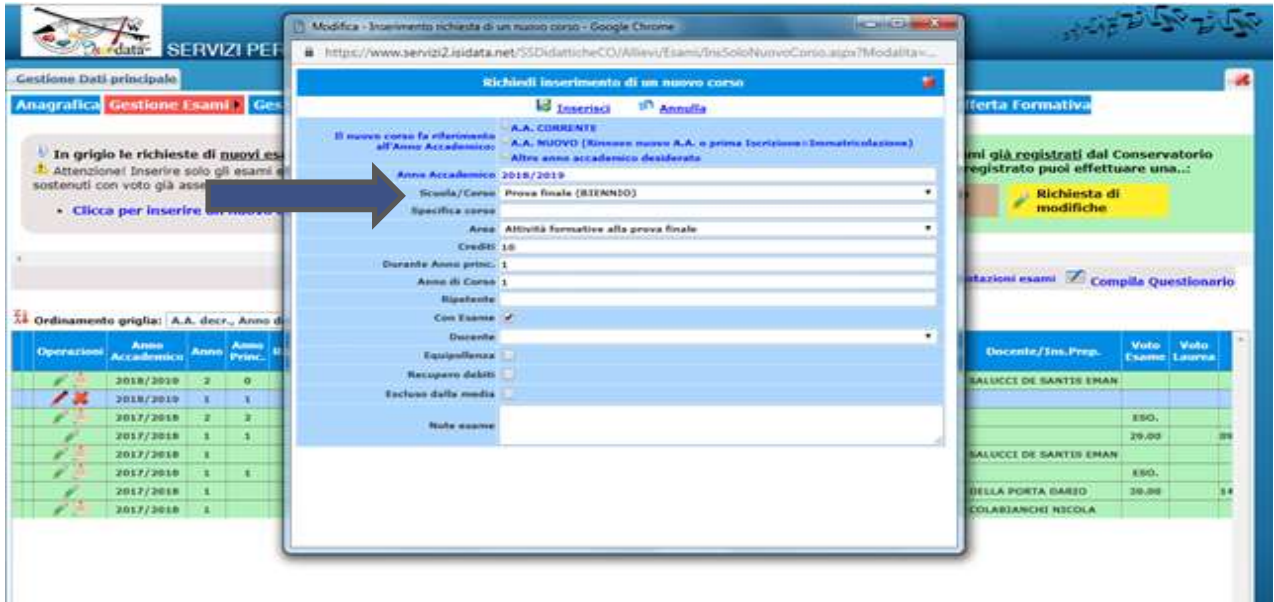 Modifica - Inserimento richiesta di un nuovo corso - Google Chrome
https://www.servizi2.isidata.net/SSDidatticheCO/Allievi/Esami/InsSoloNuovoCorso.aspx?Modalita=...
SERVIZI PER
Gestione Dati principale
Anagrafica Gestione Esami Ges
fferta Formativa
Richiedi inserimento di un nuovo corso
Inserisci Annulla
Il nuovo corso fa riferimento all'Anno Accademico:
A.A. CORRENTE
A.A. NUOVO (Rinnovo nuovo A.A. o prima Iscrizione=Immatricolazione)
Altro anno accademico desiderato
Anno Accademico 2018/2019
Scuola/Corso Prova finale (BIENNIO)
Specifica corso
Area Attività formative alla prova finale
Crediti 10
Durante Anno princ. 1
Anno di Corso 1
Ripetente
Con Esame
Docente
Equipollenza
Recupero debiti
Escluso dalla media
Note esame
In grigio le richieste di nuovi es
Attenzione! Inserire solo gli esami
sostenuti con voto già asse
Clicca per inserire un nuovo
mi già registrati dal Conservatorio
registrato puoi effettuare una..:
Richiesta di
modifiche
tazioni esami Compila Questionario
Ordinamento griglia: A.A. decr., Anno d
Operazioni Anno Accademico Anno Anno Princ. Docente/Ins.Prep. Voto Esame Voto Laurea
2018/2019 2 0 SALUCCI DE SANTIS EMAN
2018/2019 1 1
2017/2018 2 2 ESO.
2017/2018 1 1 29.00
2017/2018 1 SALUCCI DE SANTIS EMAN
2017/2018 1 1 ESO.
2017/2018 1 DELLA PORTA DARIO 30.00 14
2017/2018 1 COLABIANCHI NICOLA